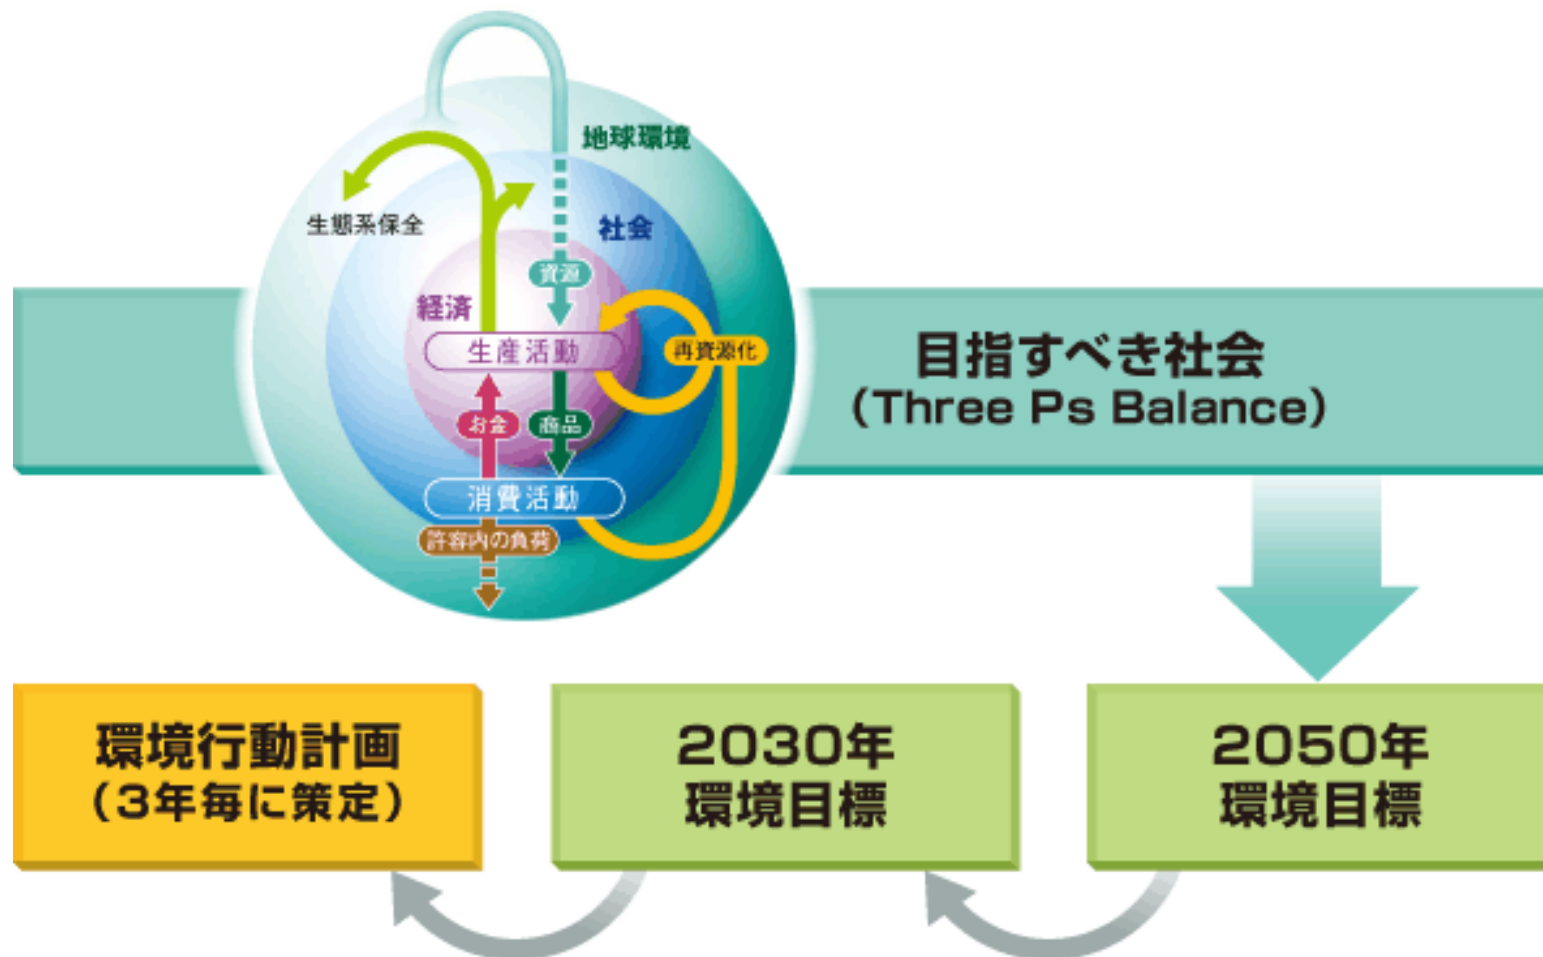 地球環境
生態系保全
社会
資源
経済
生産活動
再資源化
お金
商品
消費活動
許容内の負荷
目指すべき社会
(Three Ps Balance)
環境行動計画
(3年毎に策定)
2030年
環境目標
2050年
環境目標